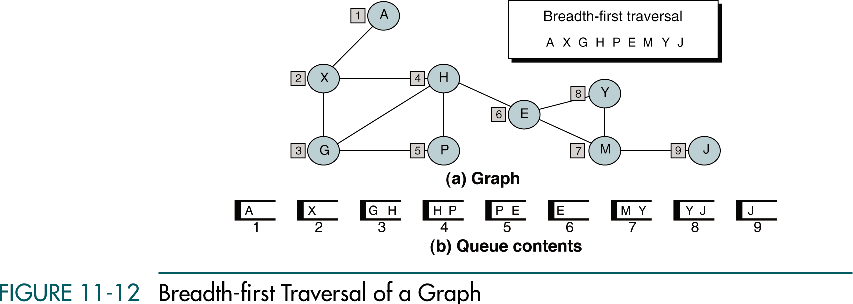 1 A
Breadth-first traversal
A X G H P E M Y J
2 X 4 H
8 Y
6 E
3 G 5 P 7 M 9 J
(a) Graph
A X G H H P P E E M Y Y J J
1 2 3 4 5 6 7 8 9
(b) Queue contents
FIGURE 11-12 Breadth-first Traversal of a Graph